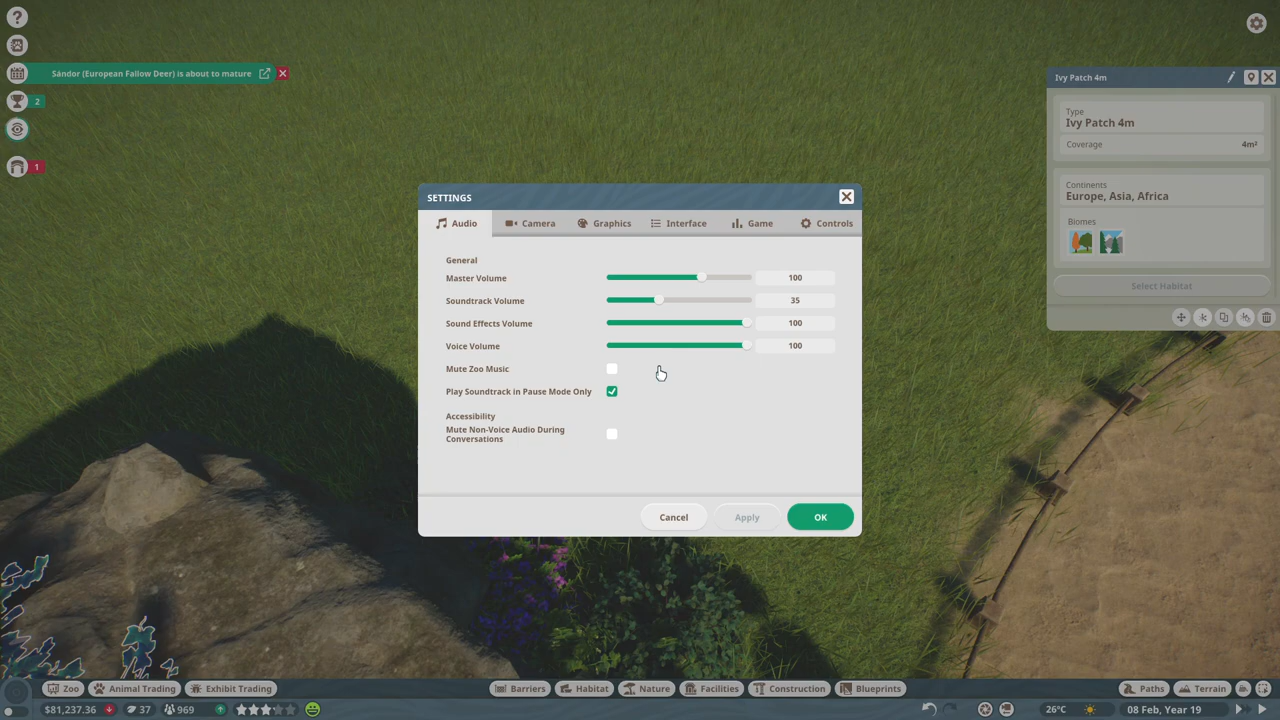 ?
Sándor (European Fallow Deer) is about to mature
2
1
Ivy Patch 4m
Type
Ivy Patch 4m
Coverage 4m²
Continents
Europe, Asia, Africa
Biomes
Select Habitat
SETTINGS
Audio Camera Graphics Interface Game Controls
General
Master Volume 100
Soundtrack Volume 35
Sound Effects Volume 100
Voice Volume 100
Mute Zoo Music
Play Soundtrack in Pause Mode Only
Accessibility
Mute Non-Voice Audio During
Conversations
Cancel Apply OK
Zoo Animal Trading Exhibit Trading Barriers Habitat Nature Facilities Construction Blueprints Paths Terrain
$81,237.36 37 969 26°C 08 Feb, Year 19